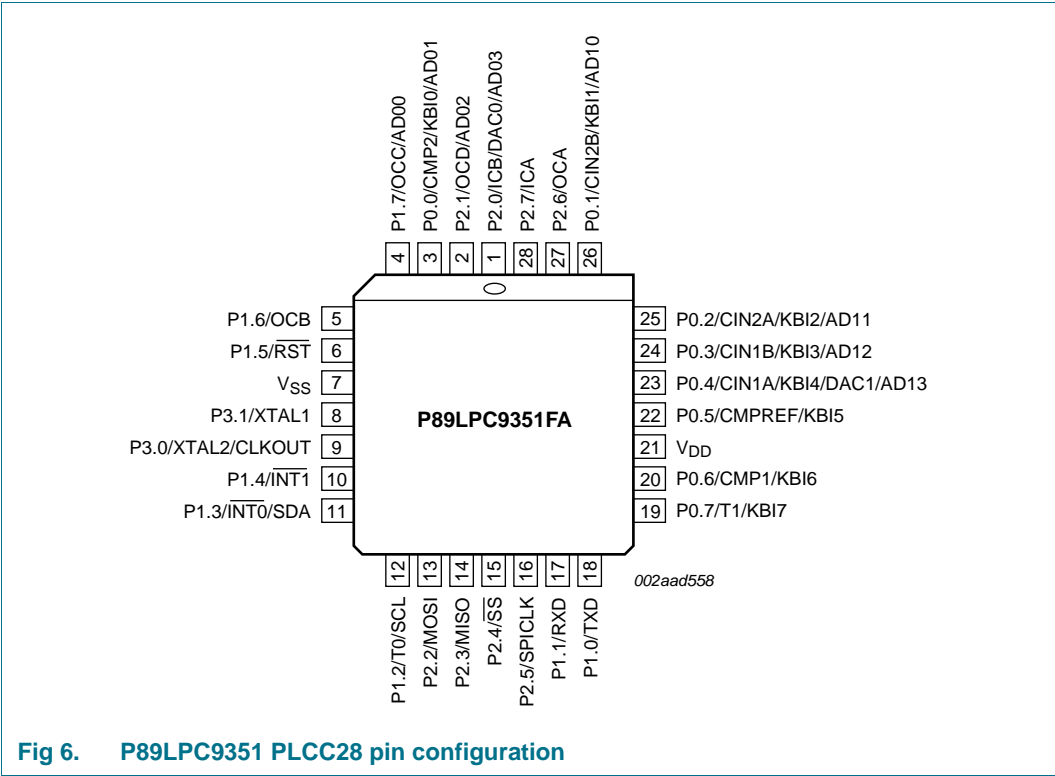 P1.7/OCC/AD00
P0.0/CMP2/KBI0/AD01
P2.1/OCD/AD02
P2.0/ICB/DAC0/AD03
P2.7/ICA
P2.6/OCA
P0.1/CIN2B/KBI1/AD10
4
3
2
1
28
27
26
P1.6/OCB 5
P1.5/R̅S̅T̅ 6
VSS 7
P3.1/XTAL1 8
P3.0/XTAL2/CLKOUT 9
P1.4/I̅N̅T̅1̅ 10
P1.3/I̅N̅T̅0̅/SDA 11
P89LPC9351FA
25 P0.2/CIN2A/KBI2/AD11
24 P0.3/CIN1B/KBI3/AD12
23 P0.4/CIN1A/KBI4/DAC1/AD13
22 P0.5/CMPREF/KBI5
21 VDD
20 P0.6/CMP1/KBI6
19 P0.7/T1/KBI7
12
13
14
15
16
17
18
P1.2/T0/SCL
P2.2/MOSI
P2.3/MISO
P2.4/S̅S̅
P2.5/SPICLK
P1.1/RXD
P1.0/TXD
002aad558
Fig 6. P89LPC9351 PLCC28 pin configuration